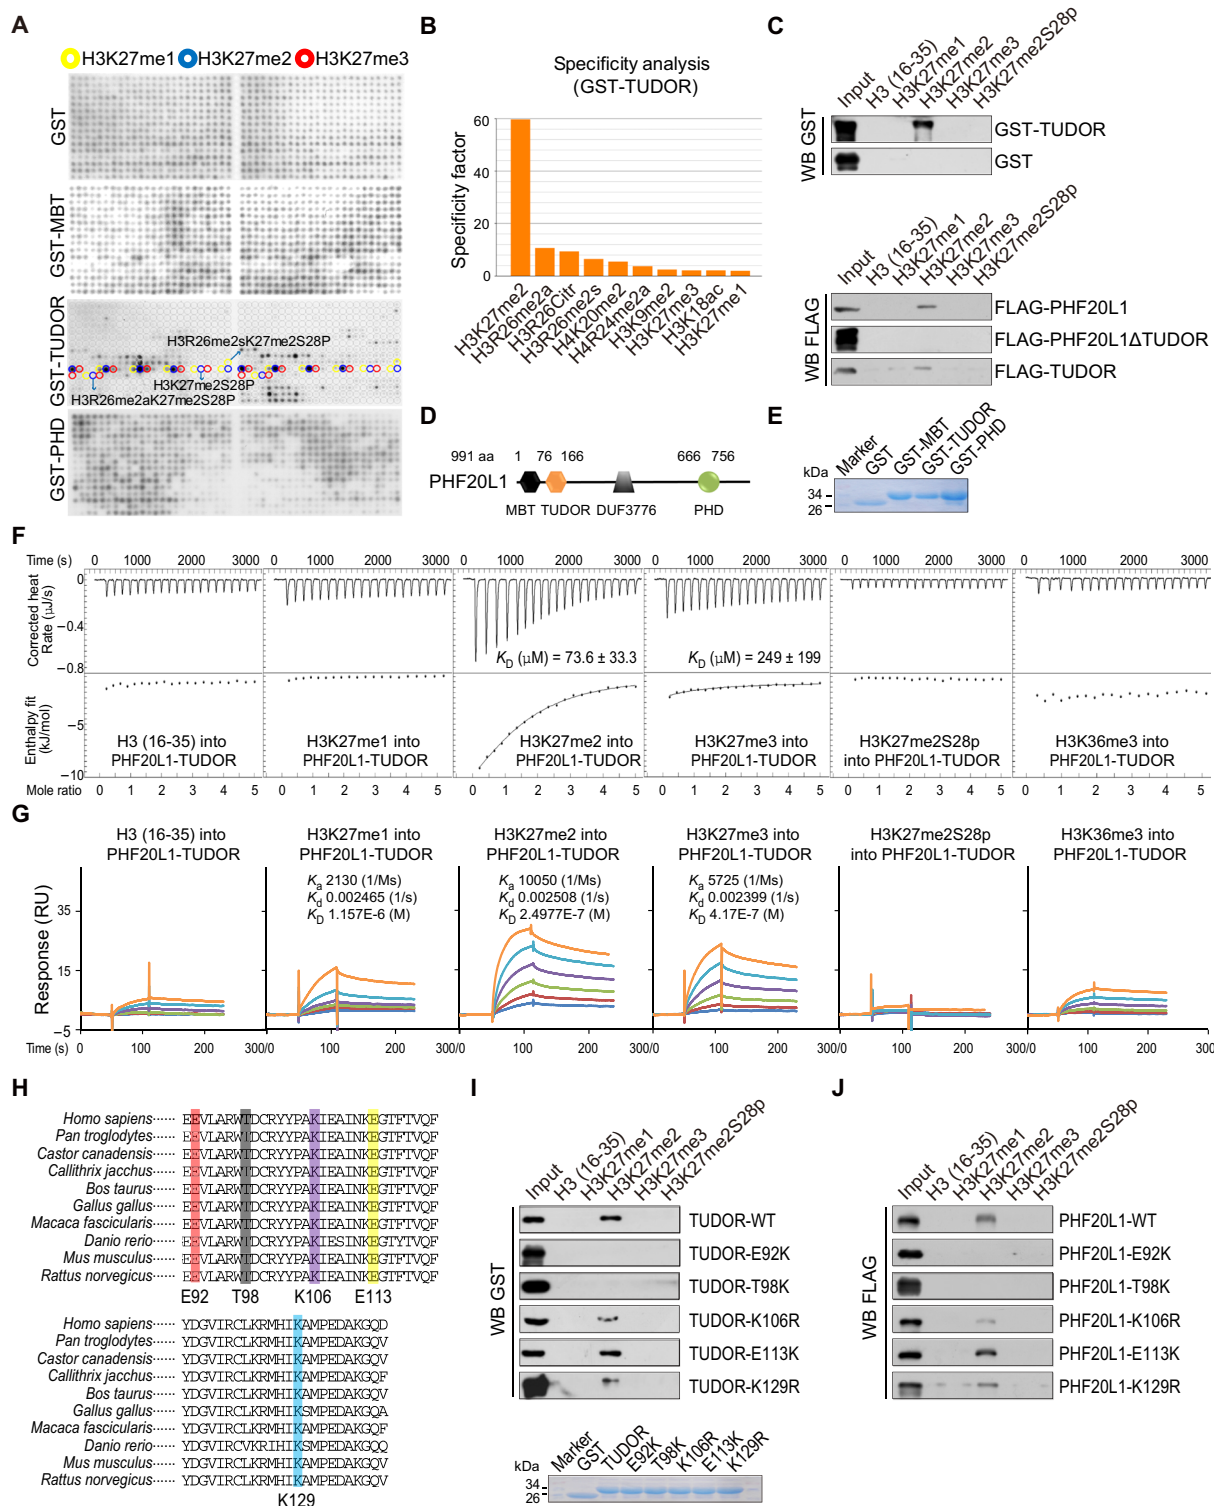 A
H3K27me1 H3K27me2 H3K27me3
GST
GST-MBT
GST-TUDOR
GST-PHD
H3R26me2sK27me2S28P
H3K27me2S28P
H3R26me2aK27me2S28P
B
Specificity analysis
(GST-TUDOR)
Specificity factor
60
40
20
0
H3K27me2
H3R26me2a
H3R26Citr
H3R26me2s
H4K20me2
H4R24me2a
H3K9me2
H3K27me3
H3K18ac
H3K27me1
C
Input
H3 (16-35)
H3K27me1
H3K27me2
H3K27me3
H3K27me2S28p
WB GST
GST-TUDOR
GST
Input
H3 (16-35)
H3K27me1
H3K27me2
H3K27me3
H3K27me2S28p
WB FLAG
FLAG-PHF20L1
FLAG-PHF20L1ΔTUDOR
FLAG-TUDOR
D
991 aa 1 76 166 666 756
PHF20L1
MBT TUDOR DUF3776 PHD
E
Marker
GST
GST-MBT
GST-TUDOR
GST-PHD
kDa
34
26
F
Time (s)
0 1000 2000 3000 0 1000 2000 3000 0 1000 2000 3000 0 1000 2000 3000 0 1000 2000 3000 0 1000 2000 3000
Corrected heat
Rate (μJ/s)
0
−0.4
−0.8
K_D (μM) = 73.6 ± 33.3
K_D (μM) = 249 ± 199
Enthalpy fit
(kJ/mol)
−5
−10
H3 (16-35) into
PHF20L1-TUDOR
H3K27me1 into
PHF20L1-TUDOR
H3K27me2 into
PHF20L1-TUDOR
H3K27me3 into
PHF20L1-TUDOR
H3K27me2S28p
into PHF20L1-TUDOR
H3K36me3 into
PHF20L1-TUDOR
Mole ratio 0 1 2 3 4 5 0 1 2 3 4 5 0 1 2 3 4 5 0 1 2 3 4 5 0 1 2 3 4 5 0 1 2 3 4 5
G
H3 (16-35) into
PHF20L1-TUDOR
H3K27me1 into
PHF20L1-TUDOR
K_a 2130 (1/Ms)
K_d 0.002465 (1/s)
K_D 1.157E-6 (M)
H3K27me2 into
PHF20L1-TUDOR
K_a 10050 (1/Ms)
K_d 0.002508 (1/s)
K_D 2.4977E-7 (M)
H3K27me3 into
PHF20L1-TUDOR
K_a 5725 (1/Ms)
K_d 0.002399 (1/s)
K_D 4.17E-7 (M)
H3K27me2S28p
into PHF20L1-TUDOR
H3K36me3 into
PHF20L1-TUDOR
Response (RU)
35
15
−5
Time (s) 0 100 200 300/0 100 200 300/0 100 200 300/0 100 200 300/0 100 200 300/0 100 200 300
H
Homo sapiens······ EEVLARWTDCRYYPAKIEAINKEGTFTVQF
Pan troglodytes······ EEVLARWTDCRYYPAKIEAINKEGTFTVQF
Castor canadensis······ EEVLARWTDCRYYPAKIEAINKEGTFTVQF
Callithrix jacchus······ EEVLARWTDCRYYPAKIEAINKEGTFTVQF
Bos taurus······ EEVLARWTDCRYYPAKIEAINKEGTFTVQF
Gallus gallus······ EEVLARWTDCRYYPAKIEAINKEGTFTVQF
Macaca fascicularis······ EEVLARWTDCRYYPAKIEAINKEGTFTVQF
Danio rerio······ EEVLARWTDCRYYPAKIESINKEGTYTVQF
Mus musculus······ EEVLARWTDCRYYPAKIEAINKEGTFTVQF
Rattus norvegicus······ EEVLARWTDCRYYPAKIEAINKEGTFTVQF
E92 T98 K106 E113
Homo sapiens······ YDGVIRCLKRMHIKAMPEDAKGQD
Pan troglodytes······ YDGVIRCLKRMHIKAMPEDAKGQV
Castor canadensis······ YDGVIRCLKRMHIKAMPEDAKGQV
Callithrix jacchus······ YDGVIRCLKRMHIKAMPEDAKGQF
Bos taurus······ YDGVIRCLKRMHIKAMPEDAKGQV
Gallus gallus······ YDGVIRCLKRMHIKSMPEDAKGQA
Macaca fascicularis······ YDGVIRCLKRMHIKAMPEDAKGQF
Danio rerio······ YDGVIRCVKRIHIKSMPEDAKGQQ
Mus musculus······ YDGVIRCLKRMHIKAMPEDAKGQV
Rattus norvegicus······ YDGVIRCLKRMHIKAMPEDAKGQV
K129
I
Input
H3 (16-35)
H3K27me1
H3K27me2
H3K27me3
H3K27me2S28p
WB GST
TUDOR-WT
TUDOR-E92K
TUDOR-T98K
TUDOR-K106R
TUDOR-E113K
TUDOR-K129R
Marker
GST
TUDOR
E92K
T98K
K106R
E113K
K129R
kDa
34
26
J
Input
H3 (16-35)
H3K27me1
H3K27me2
H3K27me3
H3K27me2S28p
WB FLAG
PHF20L1-WT
PHF20L1-E92K
PHF20L1-T98K
PHF20L1-K106R
PHF20L1-E113K
PHF20L1-K129R